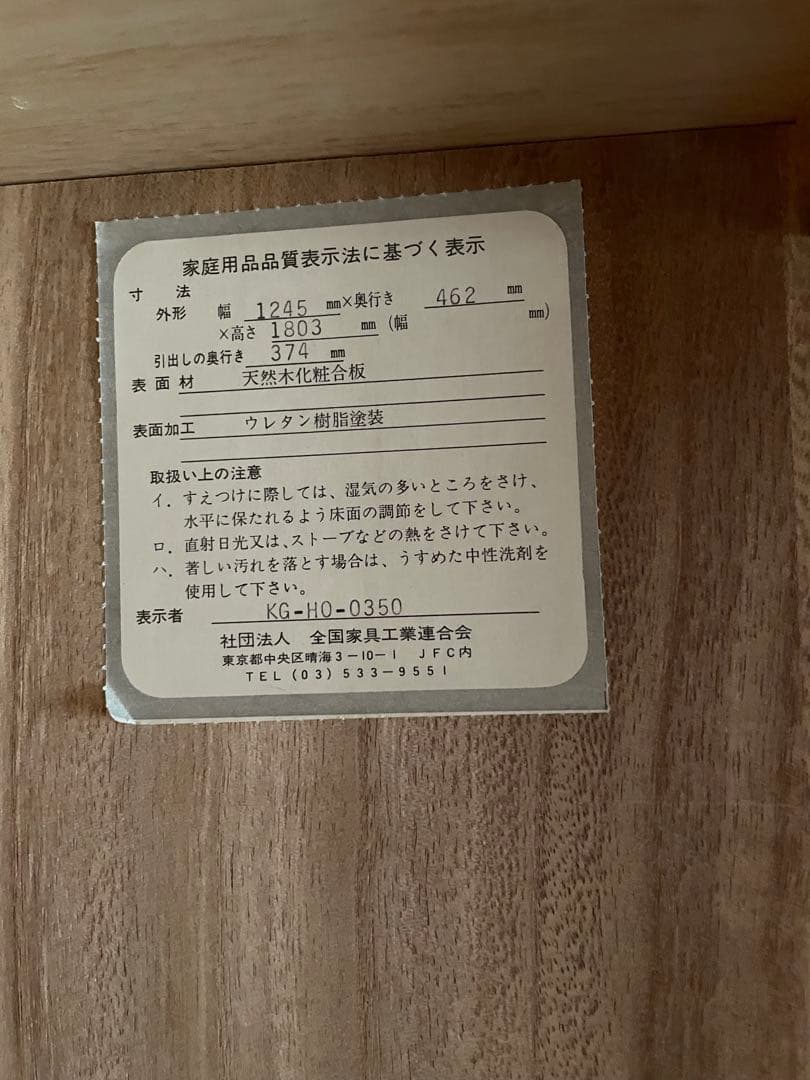 家庭用品品質表示法に基づく表示
寸法
外形 幅 1245 mm×奥行き 462 mm
×高さ 1803 mm (幅 mm)
引出しの奥行き 374 mm
表面材 天然木化粧合板
表面加工 ウレタン樹脂塗装
取扱い上の注意
イ．すえつけに際しては、湿気の多いところをさけ、
水平に保たれるよう床面の調節をして下さい。
ロ．直射日光又は、ストーブなどの熱をさけて下さい。
ハ．著しい汚れを落とす場合は、うすめた中性洗剤を
使用して下さい。
表示者 KG-HO-0350
社団法人 全国家具工業連合会
東京都中央区晴海3-10-1 JFC内
TEL(03)533-9551